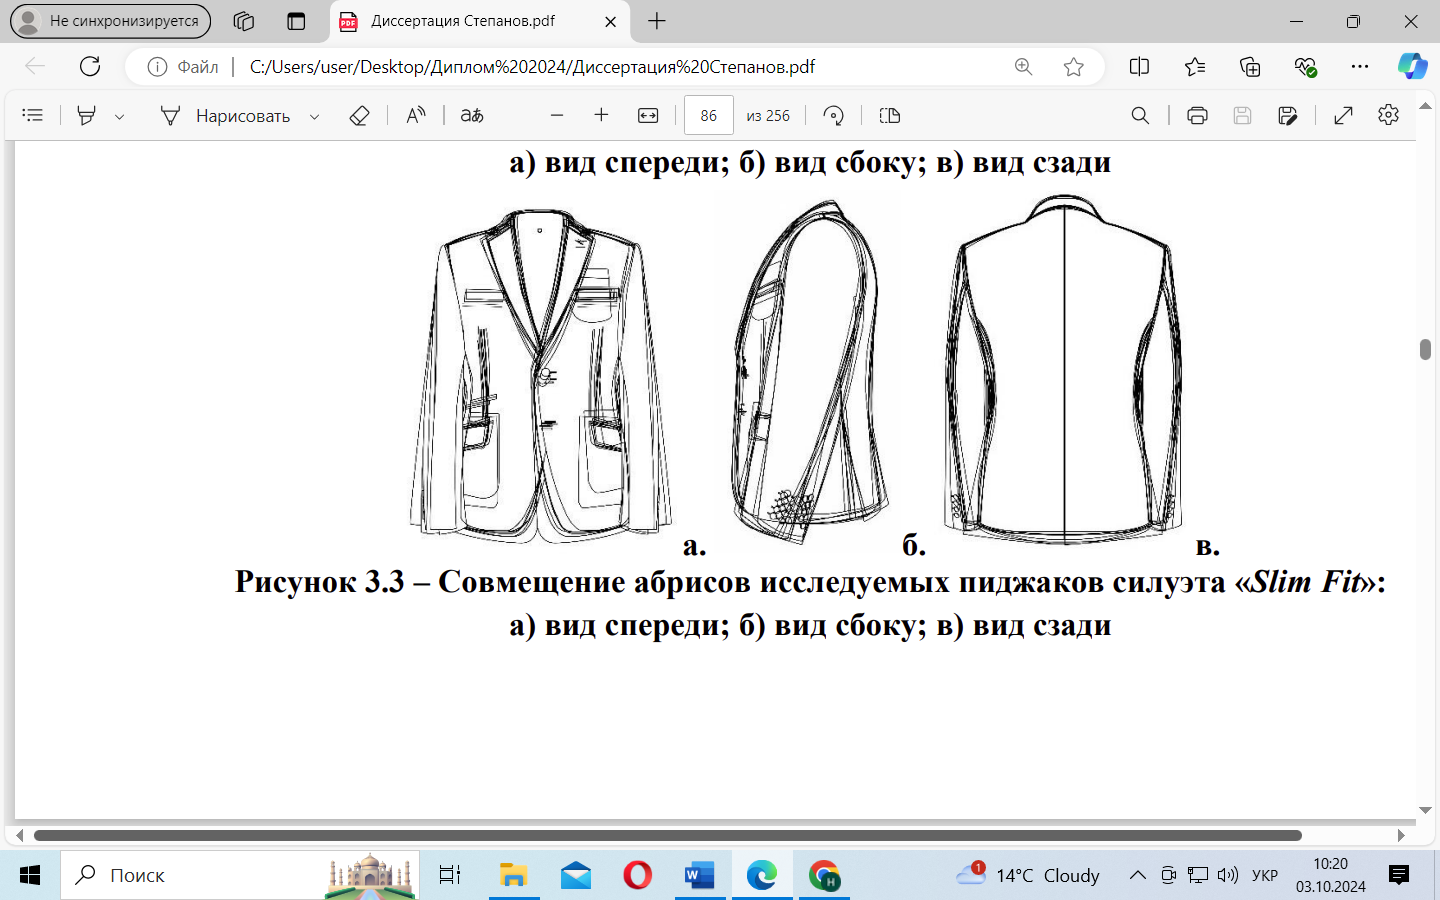 Не синхронизируется
Диссертация Степанов.pdf
Файл
C:/Users/user/Desktop/Диплом%202024/Диссертация%20Степанов.pdf
Нарисовать
86
из 256
а) вид спереди; б) вид сбоку; в) вид сзади
а.
б.
в.
Рисунок 3.3 – Совмещение абрисов исследуемых пиджаков силуэта «Slim Fit»:
а) вид спереди; б) вид сбоку; в) вид сзади
Поиск
1
14°C Cloudy
УКР
10:20
03.10.2024